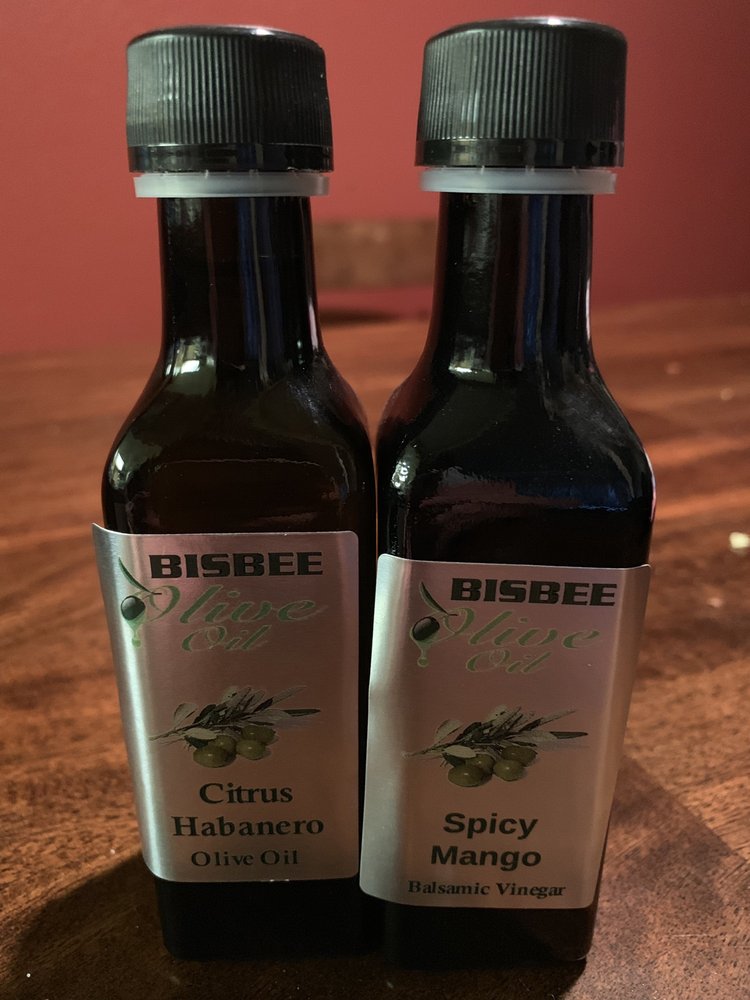 BISBEE
Olive
Oil
Citrus
Habanero
Olive Oil
BISBEE
Olive
Oil
Spicy
Mango
Balsamic Vinegar